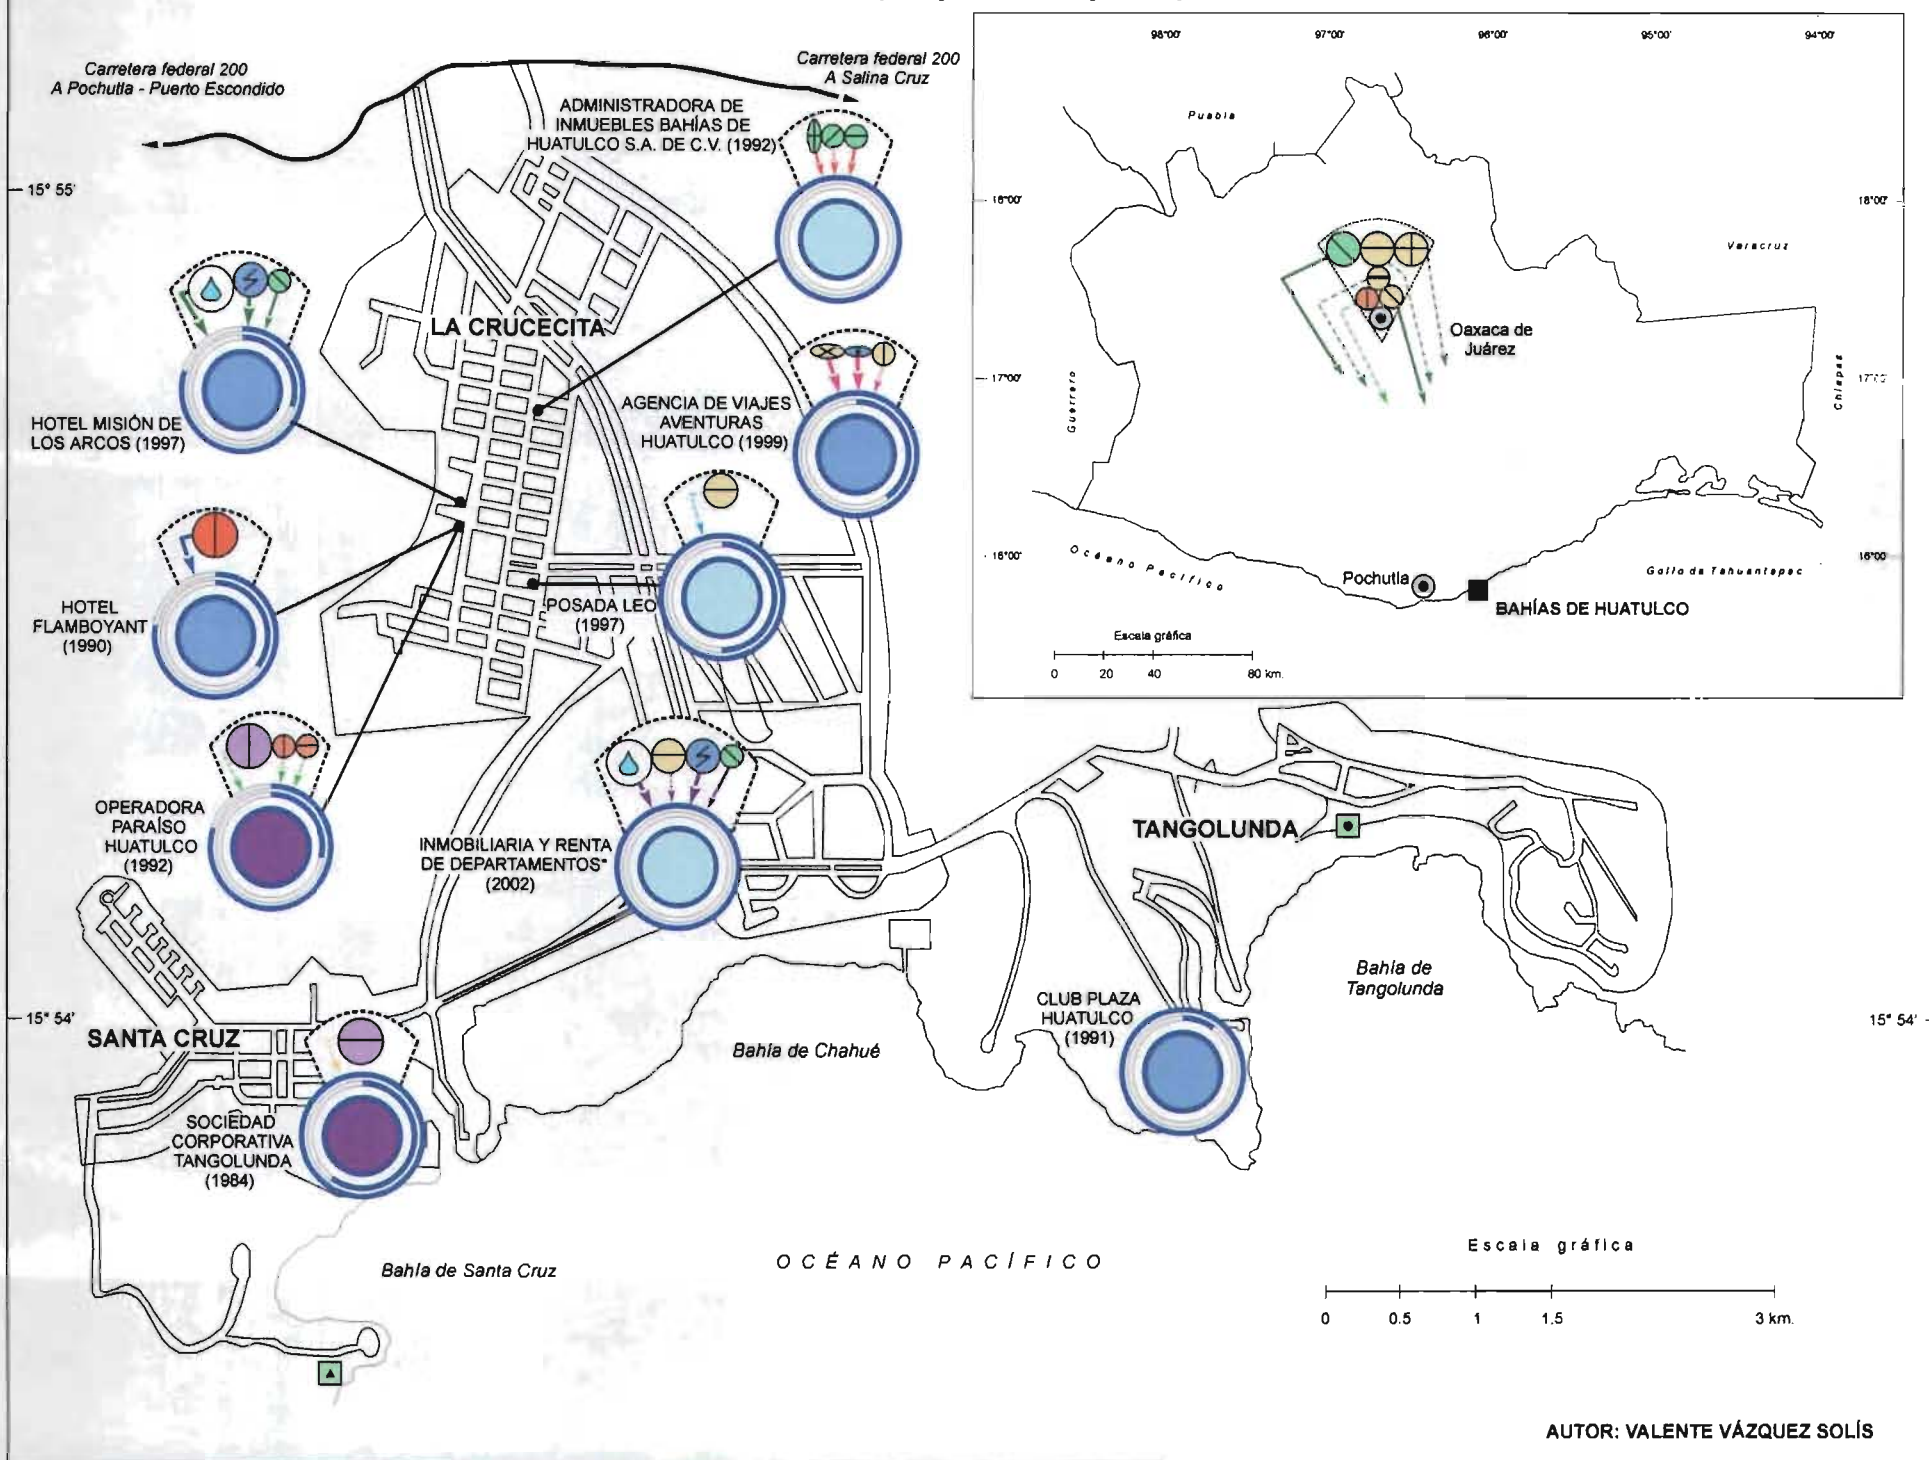 Carretera federal 200
A Pochutla - Puerto Escondido
Carretera federal 200
A Salina Cruz
ADMINISTRADORA DE
INMUEBLES BAHÍAS DE
HUATULCO S.A. DE C.V. (1992)
15° 55'
LA CRUCECITA
HOTEL MISIÓN DE
LOS ARCOS (1997)
AGENCIA DE VIAJES
AVENTURAS
HUATULCO (1999)
HOTEL
FLAMBOYANT
(1990)
POSADA LEO
(1997)
OPERADORA
PARAÍSO
HUATULCO
(1992)
INMOBILIARIA Y RENTA
DE DEPARTAMENTOS*
(2002)
TANGOLUNDA
15° 54'
SANTA CRUZ
SOCIEDAD
CORPORATIVA
TANGOLUNDA
(1984)
Bahía de Chahué
CLUB PLAZA
HUATULCO
(1991)
Bahía de
Tangolunda
15° 54'
Bahía de Santa Cruz
OCÉANO PACÍFICO
Escala gráfica
0 0.5 1 1.5 3 km.
98°00' 97°00' 96°00' 95°00' 94°00'
Puebla
18°00'
18°00'
Veracruz
Oaxaca de
Juárez
17°00'
Guerrero
Chiapas
16°00'
16°00'
Océano Pacífico
Golfo de Tehuantepec
Pochutla
BAHÍAS DE HUATULCO
Escala gráfica
0 20 40 80 km.
AUTOR: VALENTE VÁZQUEZ SOLÍS